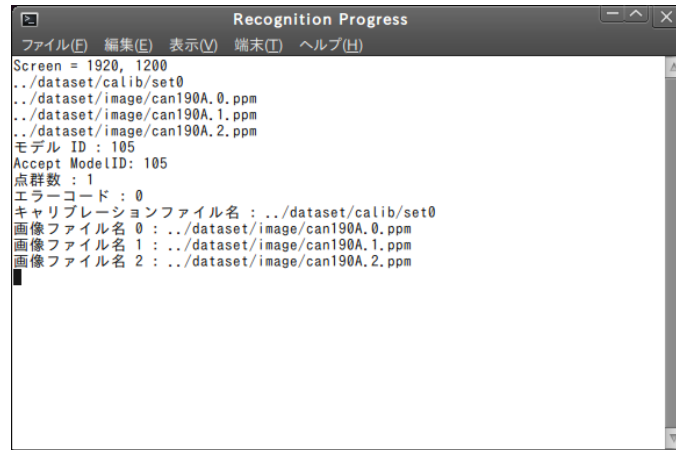 Recognition Progress
ファイル(F) 編集(E) 表示(V) 端末(T) ヘルプ(H)
Screen = 1920, 1200
../dataset/calib/set0
../dataset/image/can190A.0.ppm
../dataset/image/can190A.1.ppm
../dataset/image/can190A.2.ppm
モデル ID : 105
Accept ModelID: 105
点群数 : 1
エラーコード : 0
キャリブレーションファイル名 : ../dataset/calib/set0
画像ファイル名 0 : ../dataset/image/can190A.0.ppm
画像ファイル名 1 : ../dataset/image/can190A.1.ppm
画像ファイル名 2 : ../dataset/image/can190A.2.ppm